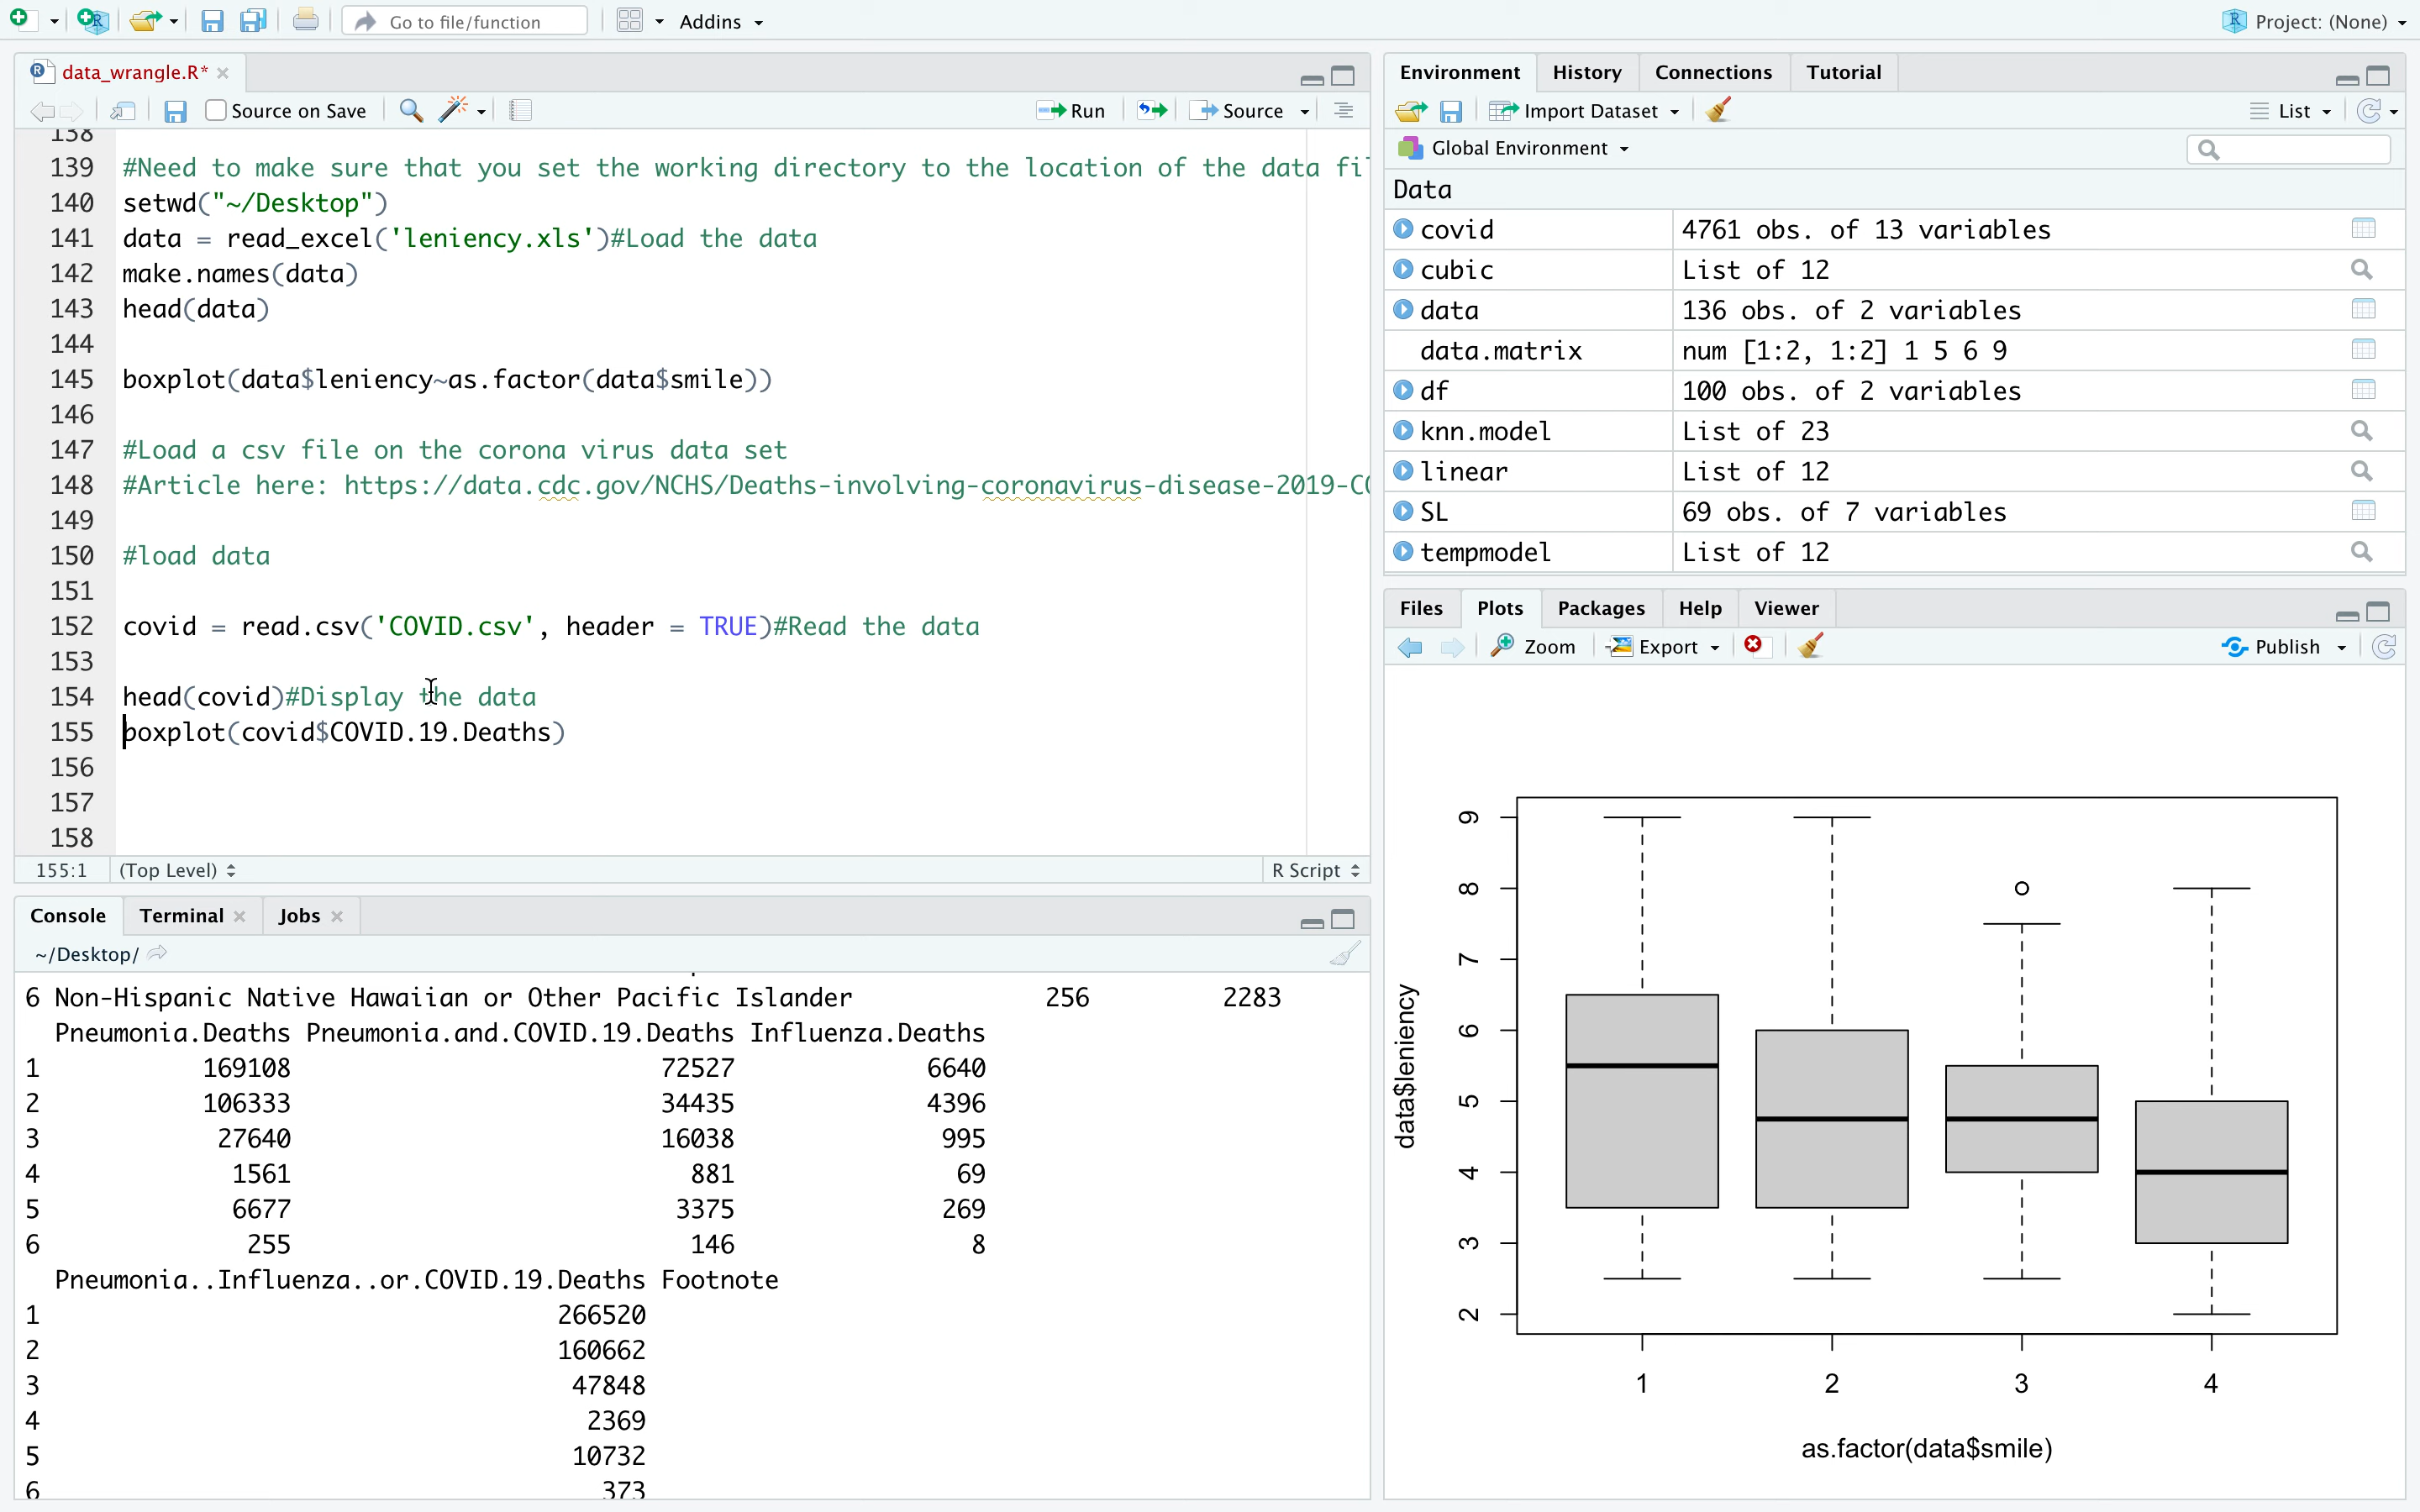 Go to file/function
Addins
Project: (None)
data_wrangle.R*
Source on Save
Run
Source
138
139 #Need to make sure that you set the working directory to the location of the data fi
140 setwd("~/Desktop")
141 data = read_excel('leniency.xls')#Load the data
142 make.names(data)
143 head(data)
144
145 boxplot(data$leniency~as.factor(data$smile))
146
147 #Load a csv file on the corona virus data set
148 #Article here: https://data.cdc.gov/NCHS/Deaths-involving-coronavirus-disease-2019-C
149
150 #load data
151
152 covid = read.csv('COVID.csv', header = TRUE)#Read the data
153
154 head(covid)#Display the data
155 boxplot(covid$COVID.19.Deaths)
156
157
158
155:1 (Top Level) R Script
Console Terminal Jobs
~/Desktop/
6 Non-Hispanic Native Hawaiian or Other Pacific Islander 256 2283
Pneumonia.Deaths Pneumonia.and.COVID.19.Deaths Influenza.Deaths
1 169108 72527 6640
2 106333 34435 4396
3 27640 16038 995
4 1561 881 69
5 6677 3375 269
6 255 146 8
Pneumonia..Influenza..or.COVID.19.Deaths Footnote
1 266520
2 160662
3 47848
4 2369
5 10732
6 373
Environment History Connections Tutorial
Import Dataset
List
Global Environment
Data
covid 4761 obs. of 13 variables
cubic List of 12
data 136 obs. of 2 variables
data.matrix num [1:2, 1:2] 1 5 6 9
df 100 obs. of 2 variables
knn.model List of 23
linear List of 12
SL 69 obs. of 7 variables
tempmodel List of 12
Files Plots Packages Help Viewer
Zoom Export Publish
data$leniency
9
8
7
6
5
4
3
2
1 2 3 4
as.factor(data$smile)